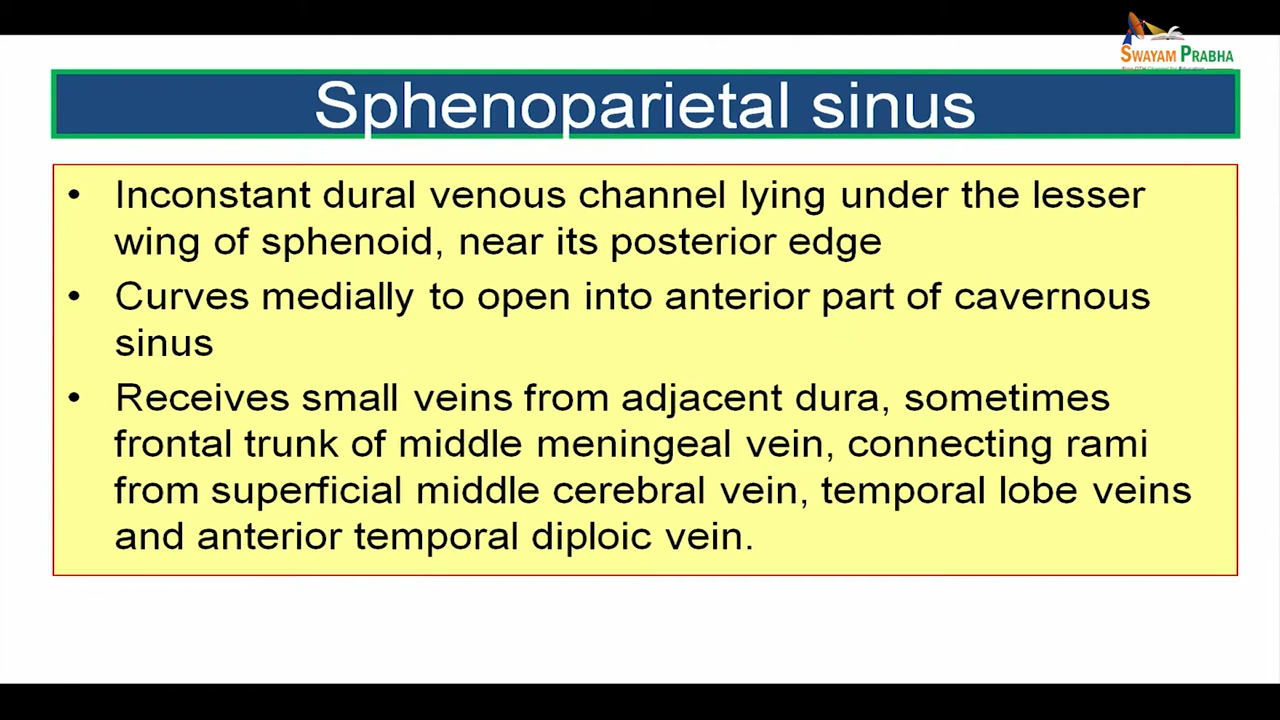 SWAYAM PRABHA
Sphenoparietal sinus
• Inconstant dural venous channel lying under the lesser
wing of sphenoid, near its posterior edge
• Curves medially to open into anterior part of cavernous
sinus
• Receives small veins from adjacent dura, sometimes
frontal trunk of middle meningeal vein, connecting rami
from superficial middle cerebral vein, temporal lobe veins
and anterior temporal diploic vein.